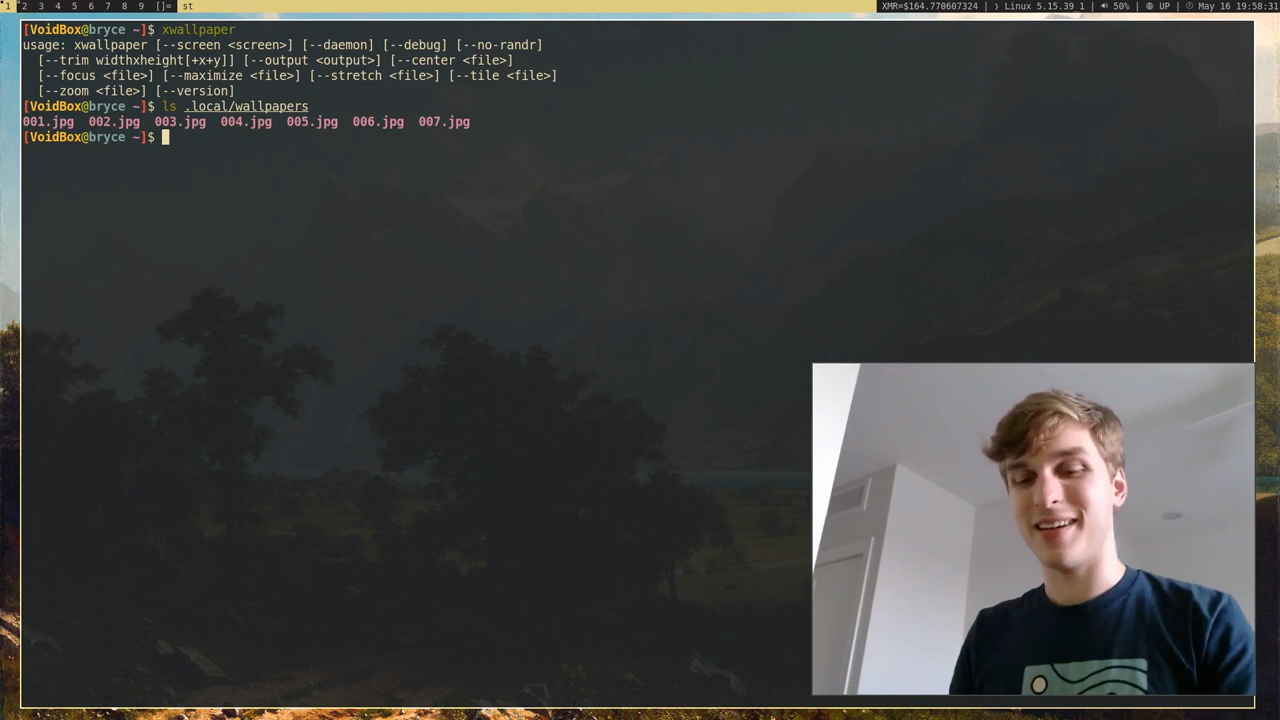 1 2 3 4 5 6 7 8 9 []= st XMR=$164.770607324 | ❯ Linux 5.15.39_1 | 50% | UP | May 16 19:58:31
[VoidBox@bryce ~]$ xwallpaper
usage: xwallpaper [--screen <screen>] [--daemon] [--debug] [--no-randr]
[--trim widthxheight[+x+y]] [--output <output>] [--center <file>]
[--focus <file>] [--maximize <file>] [--stretch <file>] [--tile <file>]
[--zoom <file>] [--version]
[VoidBox@bryce ~]$ ls .local/wallpapers
001.jpg 002.jpg 003.jpg 004.jpg 005.jpg 006.jpg 007.jpg
[VoidBox@bryce ~]$